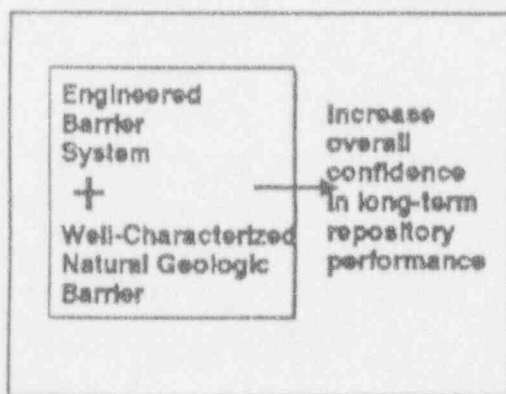 Engineered
Barrier
System
+
Well-Characterized
Natural Geologic
Barrier
Increase
overall
confidence
in long-term
repository
performance